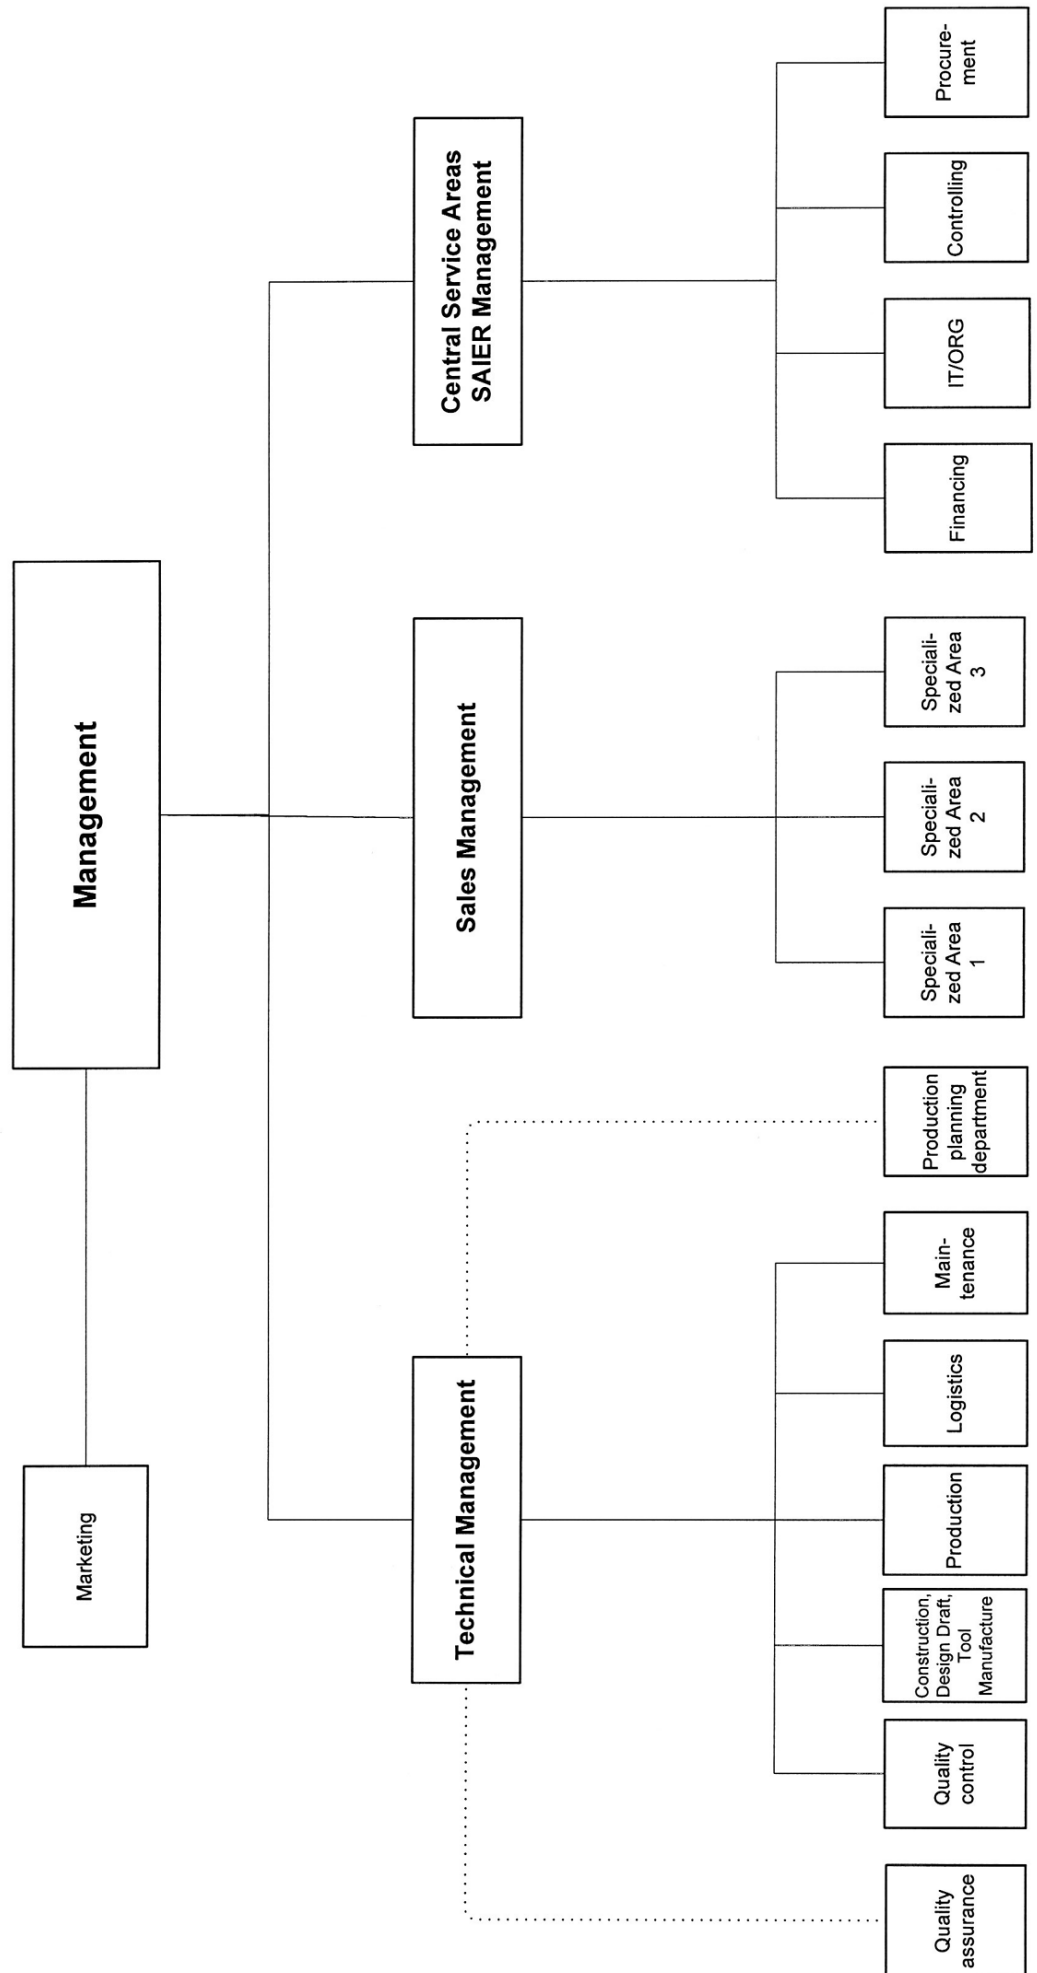 Management
Marketing
Technical Management
Sales Management
Central Service Areas
SAIER Management
Quality
assurance
Quality
control
Construction,
Design Draft,
Tool
Manufacture
Production
Logistics
Main-
tenance
Production
planning
department
Speciali-
zed Area
1
Speciali-
zed Area
2
Speciali-
zed Area
3
Financing
IT/ORG
Controlling
Procure-
ment